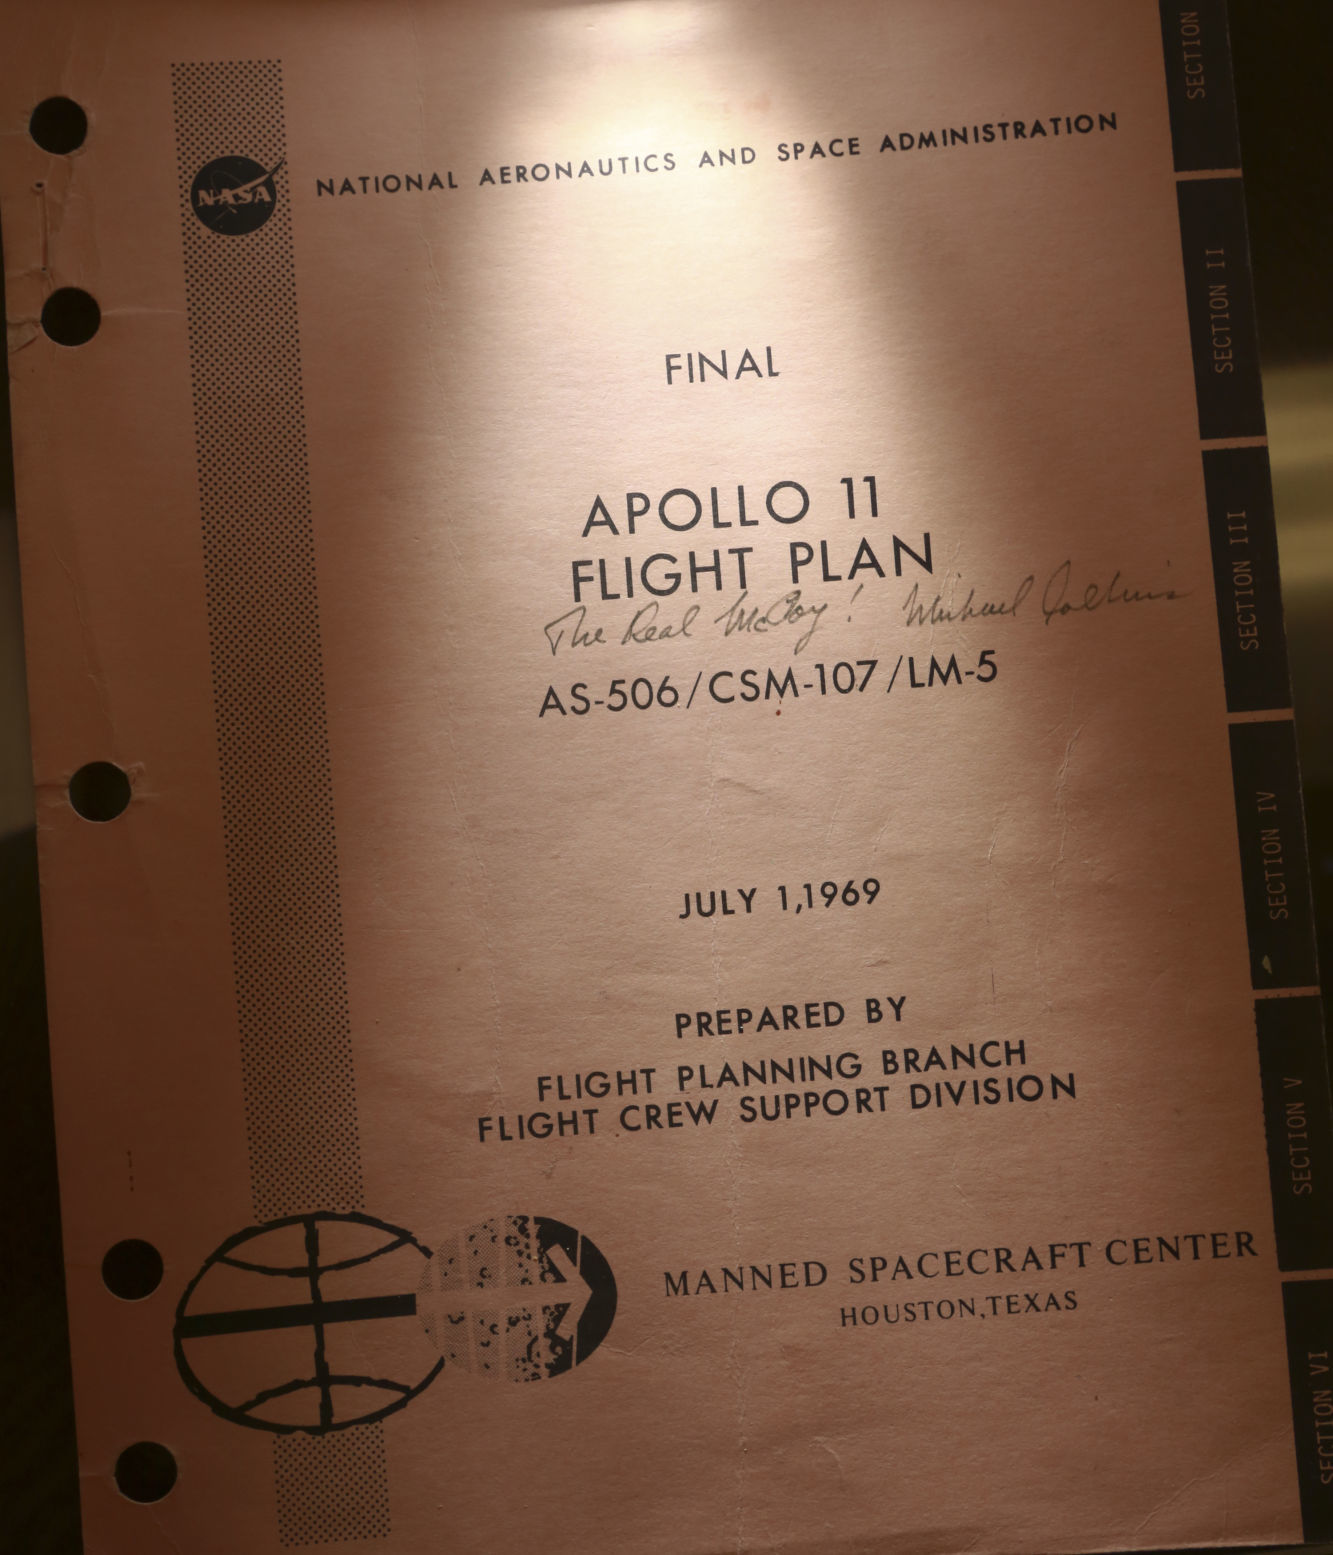 NASA
NATIONAL AERONAUTICS AND SPACE ADMINISTRATION
FINAL
APOLLO 11
FLIGHT PLAN
The Real McCoy! Michael Collins
AS-506/CSM-107/LM-5
JULY 1,1969
PREPARED BY
FLIGHT PLANNING BRANCH
FLIGHT CREW SUPPORT DIVISION
MANNED SPACECRAFT CENTER
HOUSTON,TEXAS
SECTION
SECTION II
SECTION III
SECTION IV
SECTION V
SECTION VI